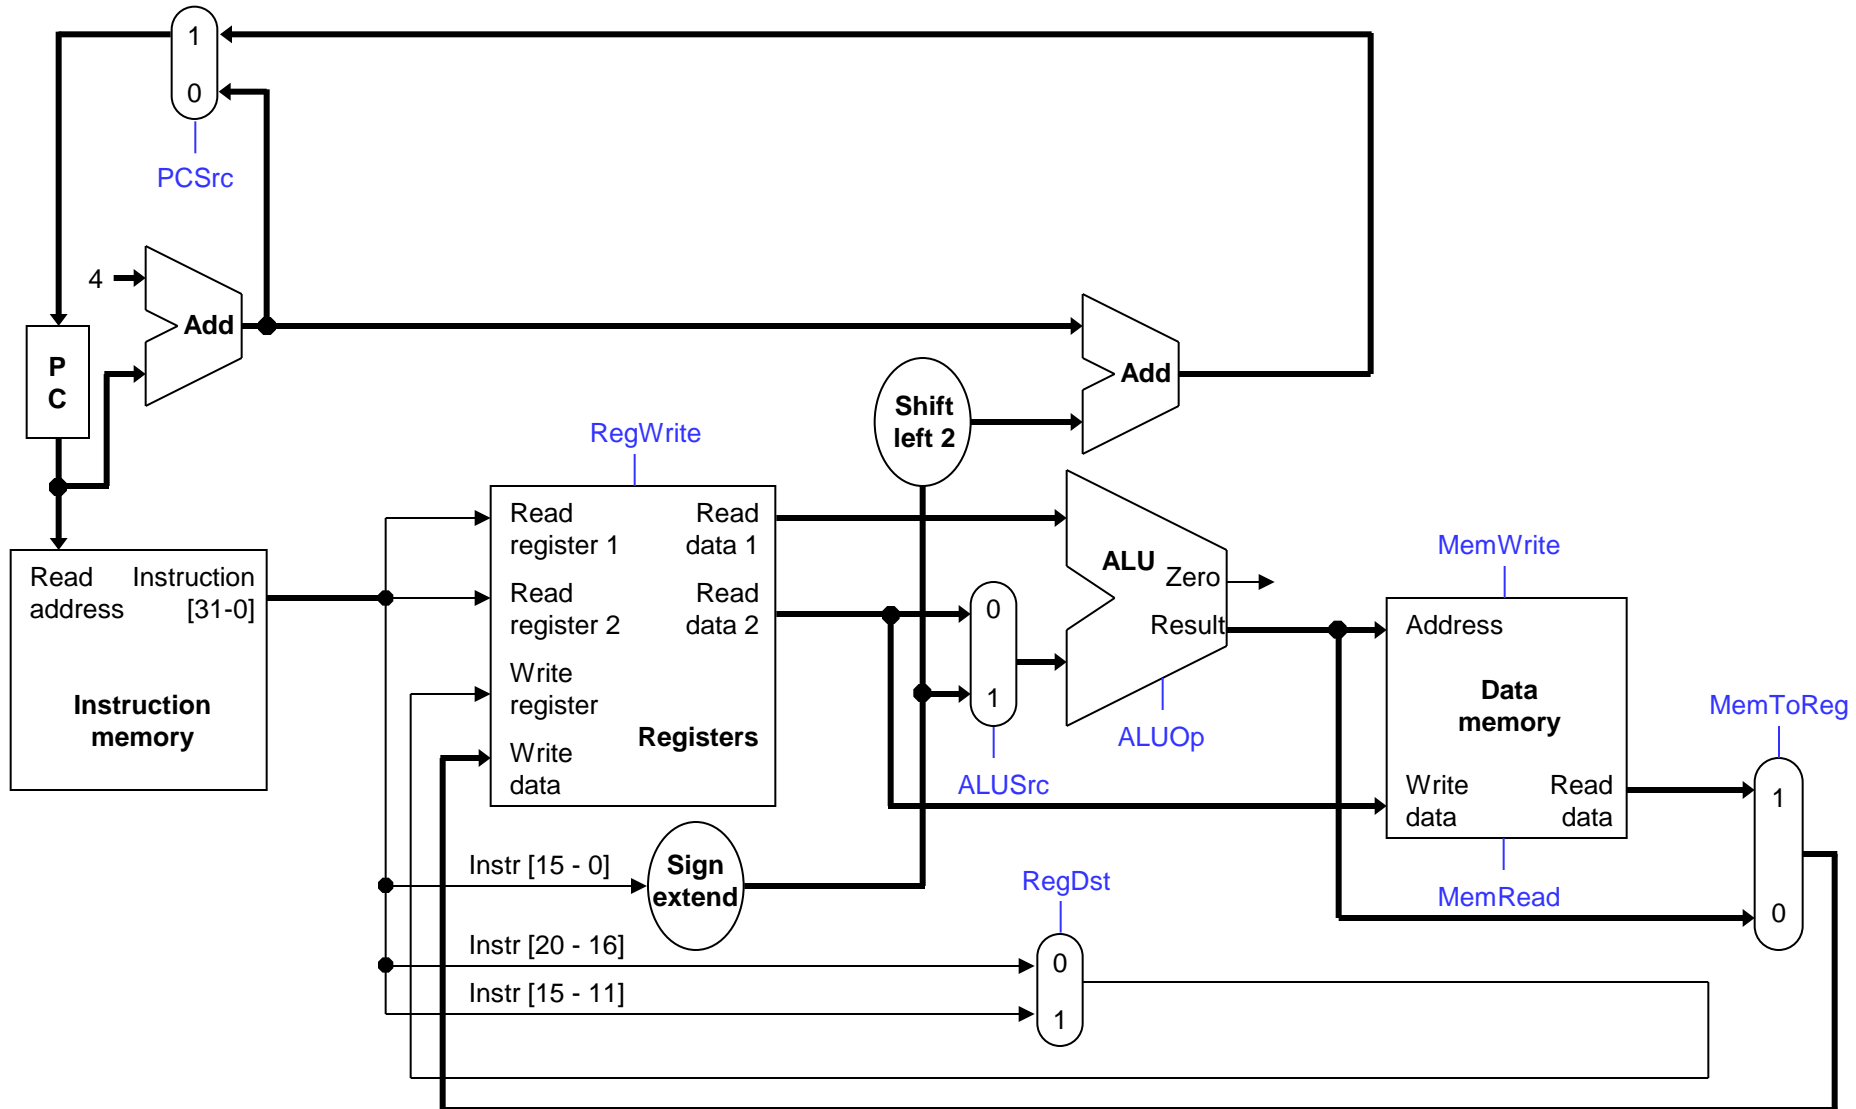 1
0
PCSrc
4
Add
P
C
Add
Shift
left 2
RegWrite
Read
address
Instruction
[31-0]
Instruction
memory
Read
register 1
Read
data 1
Read
register 2
Read
data 2
Write
register
Write
data
Registers
0
1
ALUSrc
ALU
Zero
Result
ALUOp
MemWrite
Address
Data
memory
Write
data
Read
data
MemRead
MemToReg
1
0
Instr [15 - 0]
Sign
extend
RegDst
Instr [20 - 16]
Instr [15 - 11]
0
1